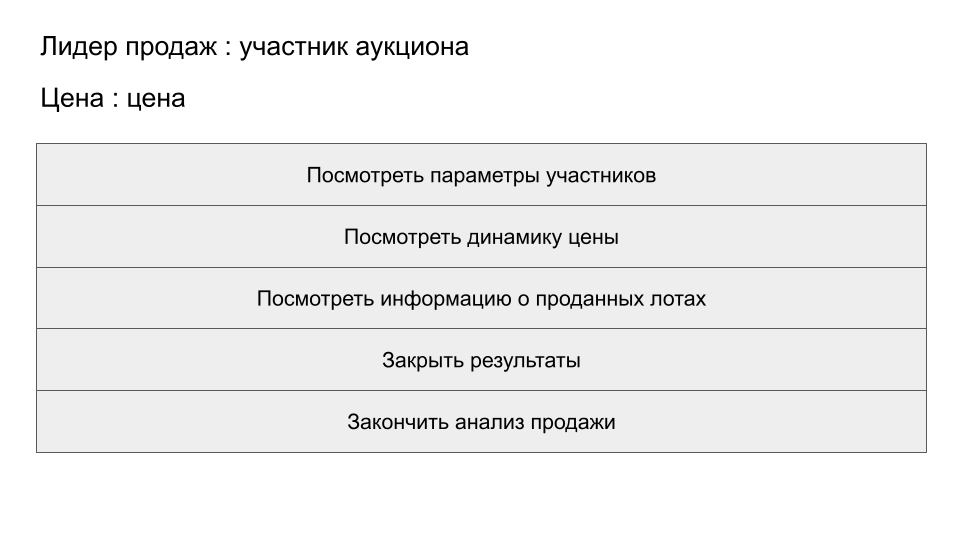 Лидер продаж : участник аукциона
Цена : цена
Посмотреть параметры участников
Посмотреть динамику цены
Посмотреть информацию о проданных лотах
Закрыть результаты
Закончить анализ продажи